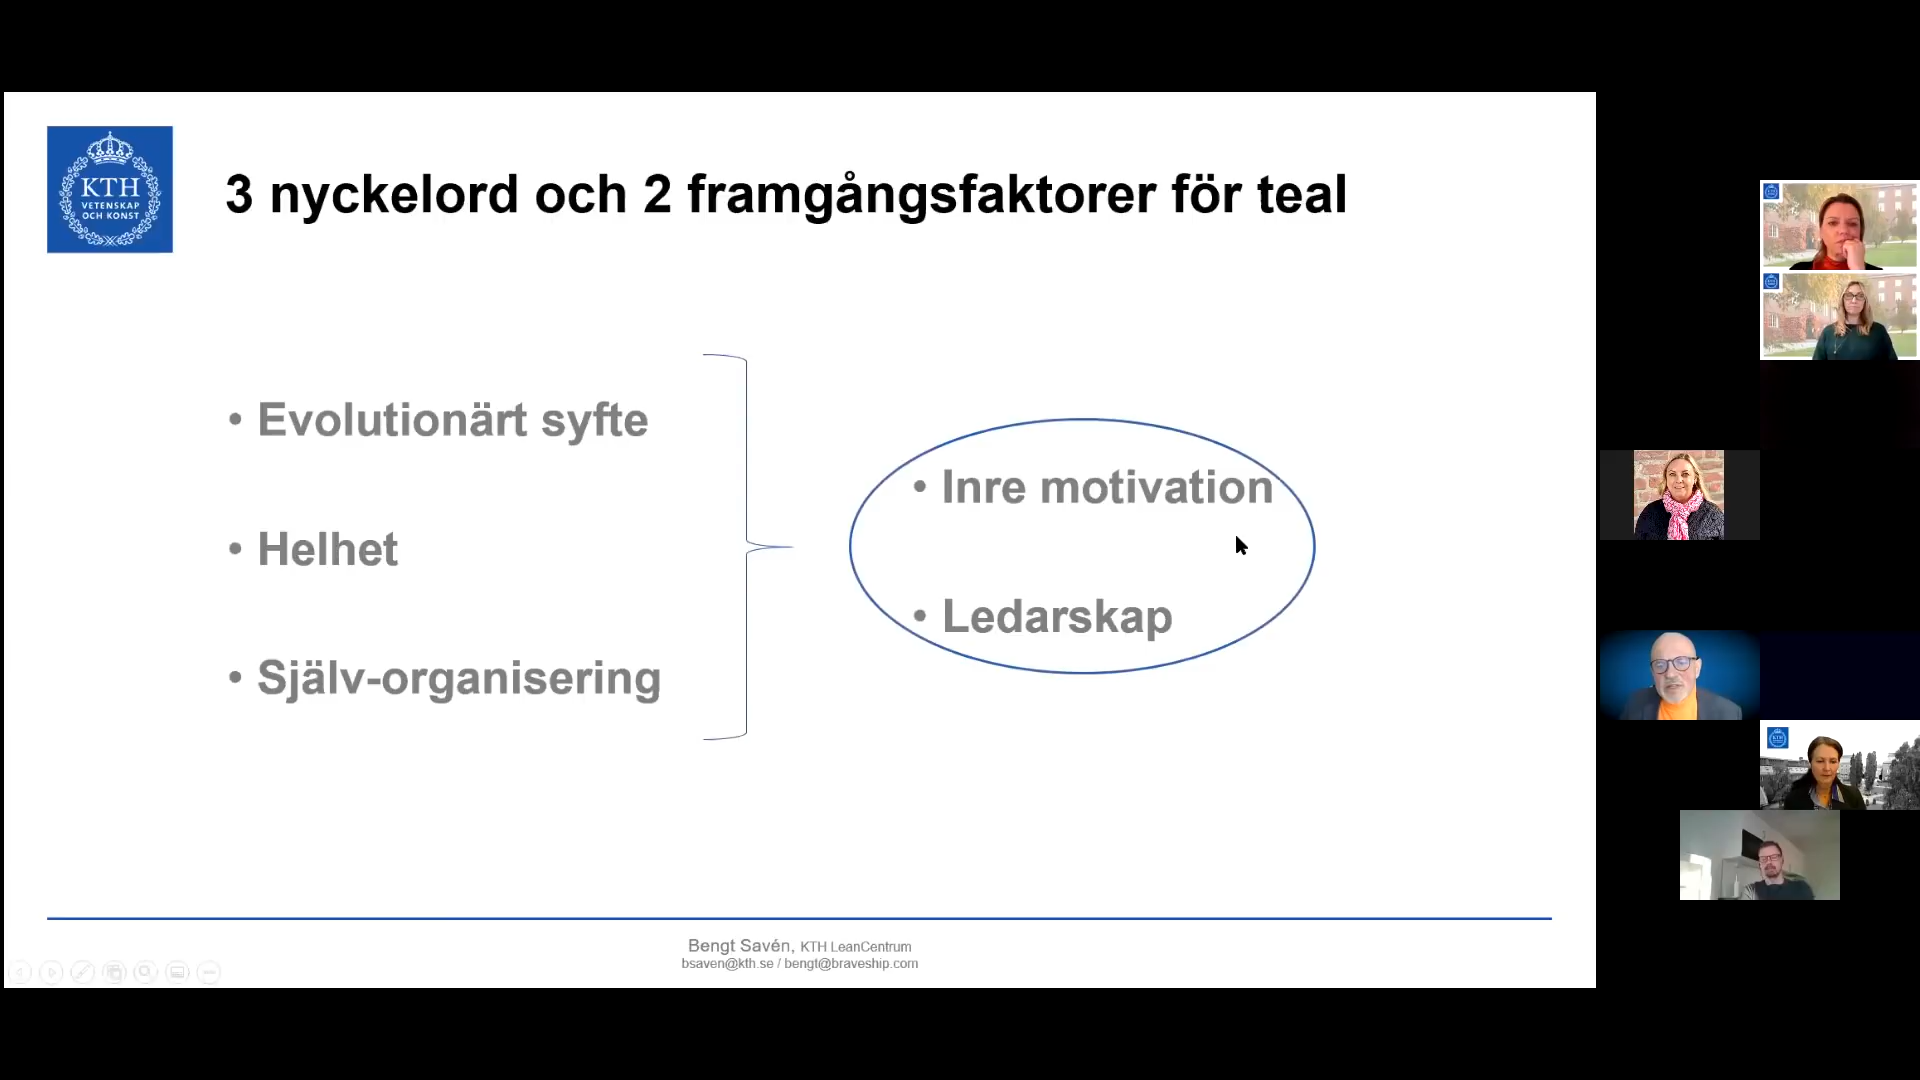 KTH
VETENSKAP
OCH KONST
3 nyckelord och 2 framgångsfaktorer för teal
• Evolutionärt syfte
• Helhet
• Själv-organisering
• Inre motivation
• Ledarskap
Bengt Savén, KTH LeanCentrum
bsaven@kth.se / bengt@braveship.com